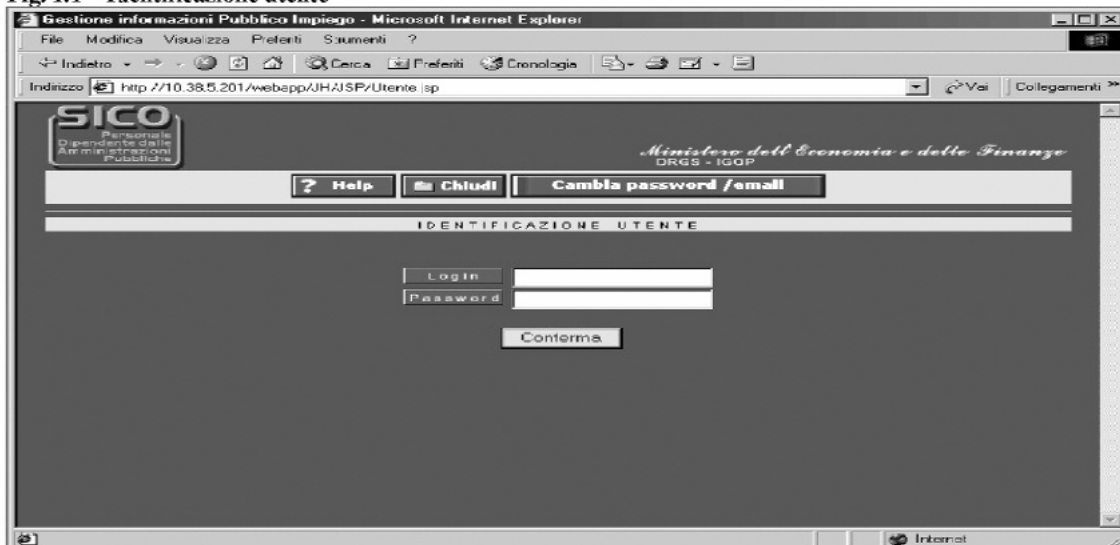 Gestione informazioni Pubblico Impiego - Microsoft Internet Explorer
File Modifica Visualizza Preferiti Strumenti ?
Indietro Cerca Preferiti Cronologia
Indirizzo http://10.38.5.201/webapp/JHAJSP/Utente.jsp Vai Collegamenti »
SICO
Personale
Dipendente dalle
Amministrazioni
Pubbliche
Ministero dell'Economia e delle Finanze
DRGS - IGOP
? Help Chiudi Cambia password /email
IDENTIFICAZIONE UTENTE
Login
Password
Conferma
Internet